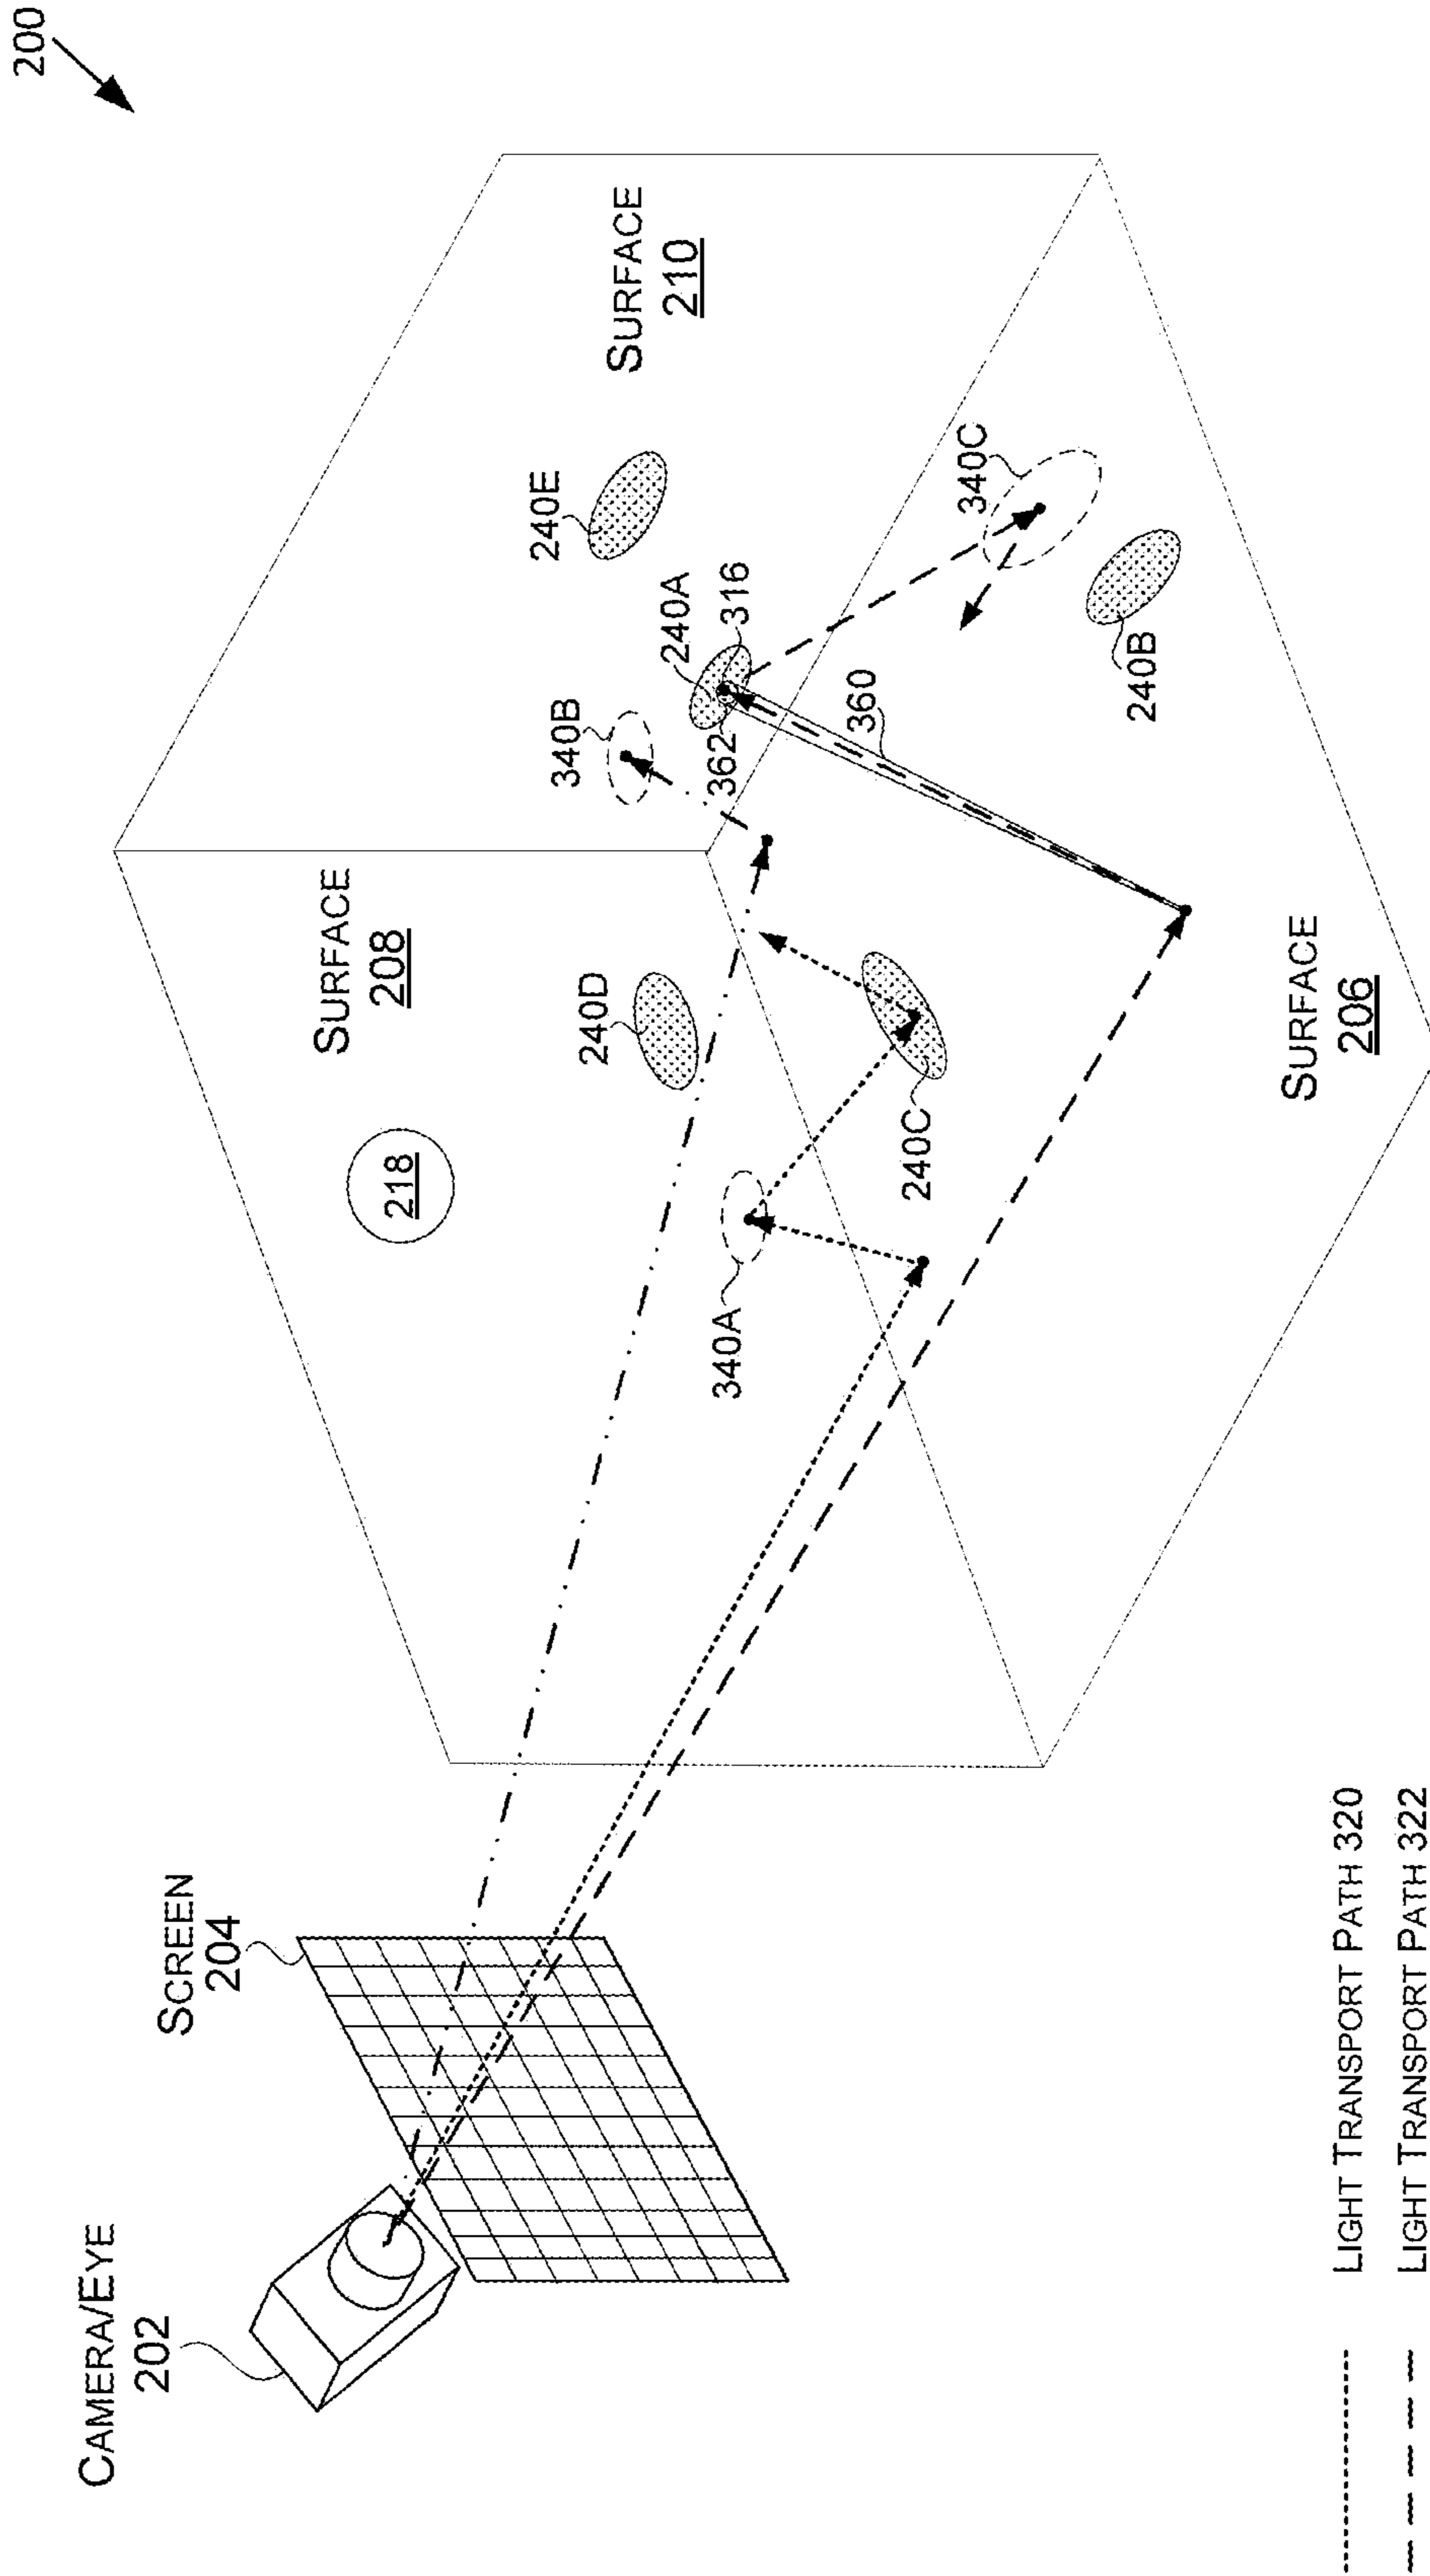 200
CAMERA/EYE
202
SCREEN
204
SURFACE
208
SURFACE
210
218
240D
340B
240E
240A
316
362
340A
240C
360
340C
240B
SURFACE
206
LIGHT TRANSPORT PATH 320
LIGHT TRANSPORT PATH 322